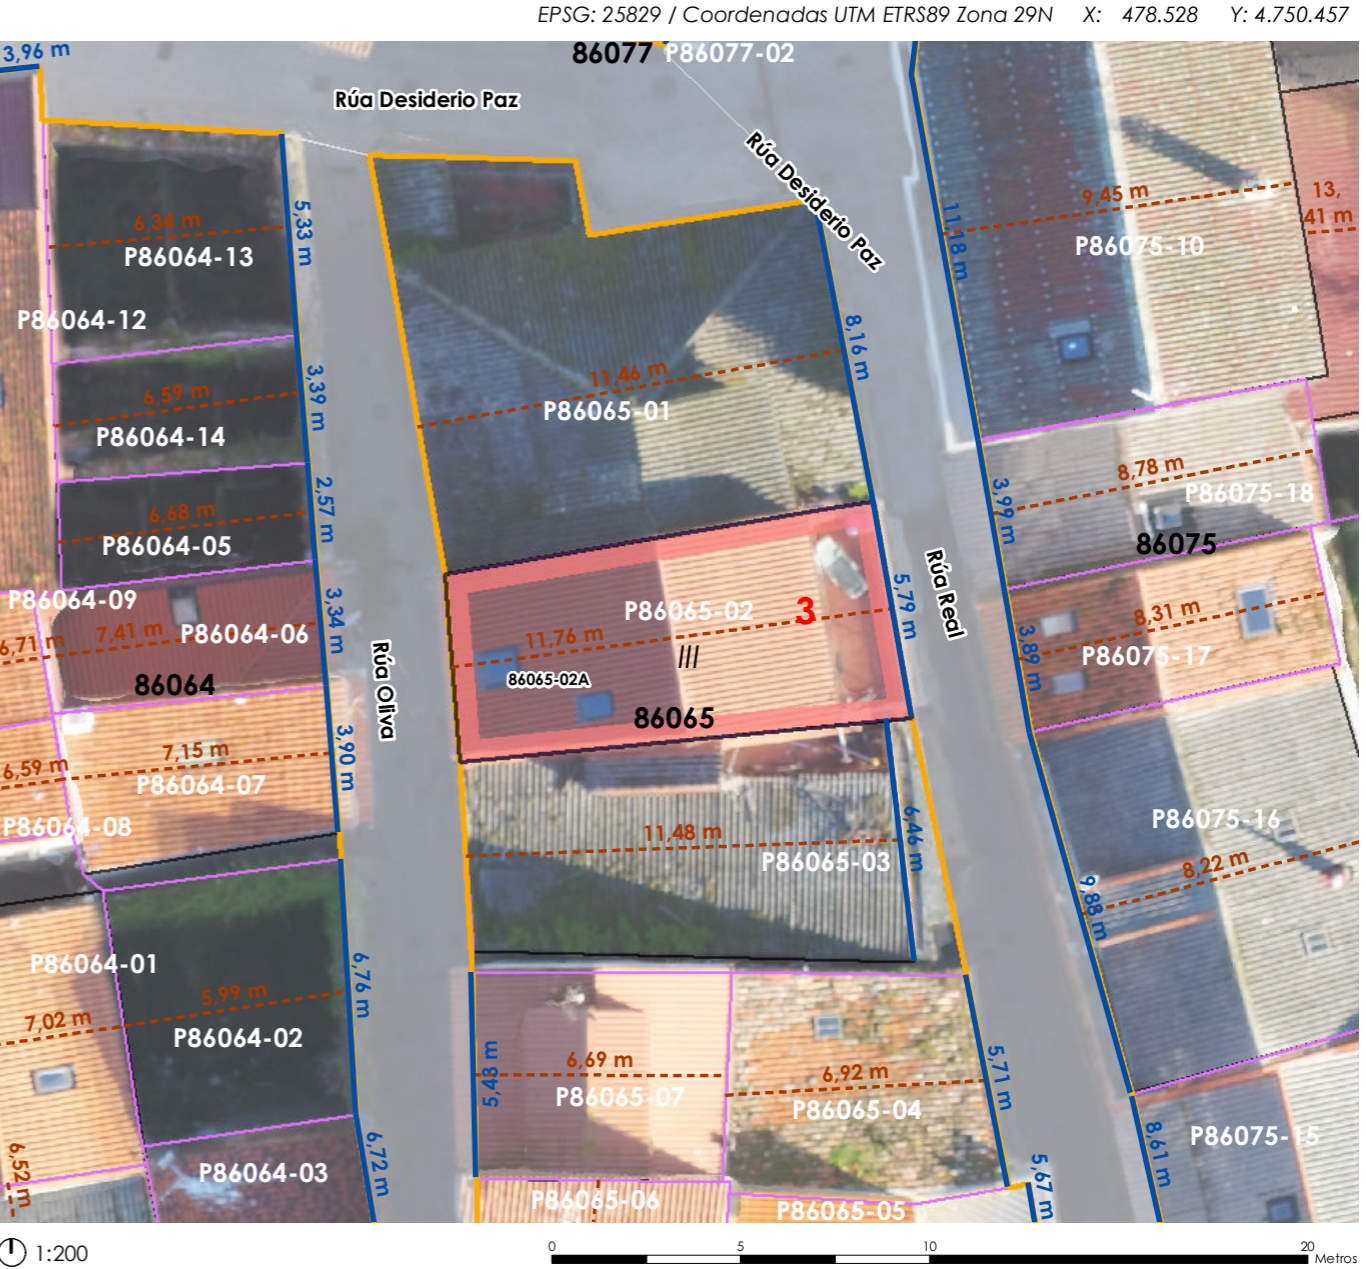 EPSG: 25829 / Coordenadas UTM ETRS89 Zona 29N X: 478.528 Y: 4.750.457
3,96 m
86077 P86077-02
Rúa Desiderio Paz
Rúa Desiderio Paz
13,
41 m
9,45 m
11,18 m
P86075-10
5,33 m
6,34 m
P86064-13
P86064-12
8,16 m
11,46 m
P86065-01
3,39 m
6,59 m
P86064-14
8,78 m
P86075-18
3,99 m
86075
2,57 m
6,68 m
P86064-05
P86064-09
6,71 m
7,41 m
P86064-06
3,34 m
86064
Rúa Oliva
P86065-02
3
11,76 m
III
86065-02A
86065
5,79 m
Rúa Real
8,31 m
P86075-17
3,89 m
3,90 m
7,15 m
P86064-07
6,59 m
P86064-08
11,48 m
P86065-03
6,46 m
P86075-16
8,22 m
9,88 m
P86064-01
6,76 m
5,99 m
P86064-02
7,02 m
5,43 m
6,69 m
P86065-07
6,92 m
P86065-04
5,71 m
P86075-15
8,61 m
6,52 m
P86064-03
6,72 m
P86065-06
P86065-05
5,67 m
1:200
0 5 10 20
Metros